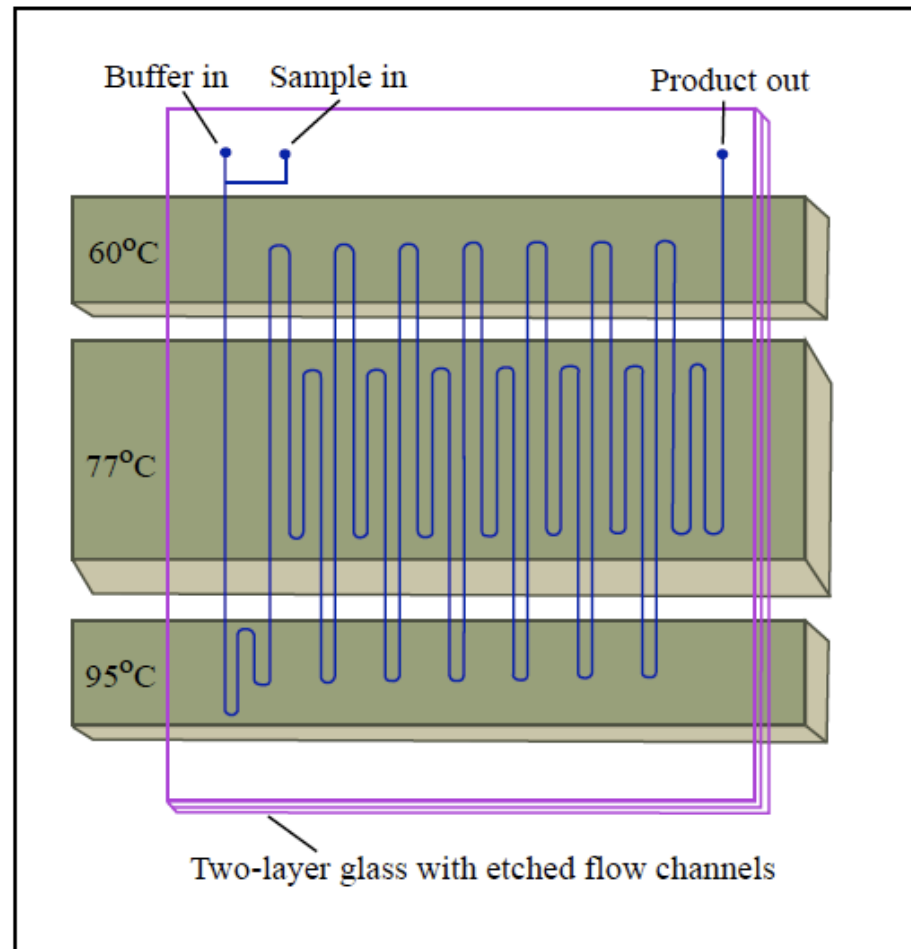 Buffer in
Sample in
Product out
60°C
77°C
95°C
Two-layer glass with etched flow channels